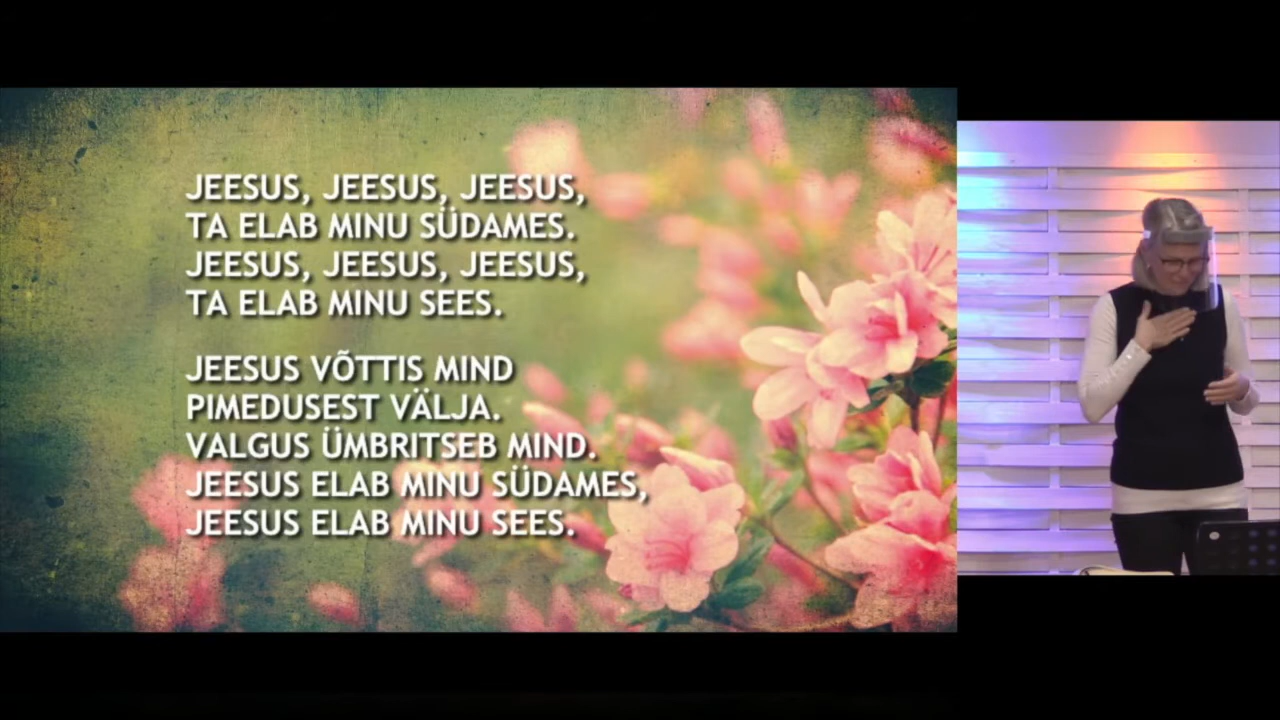 JEESUS, JEESUS, JEESUS,
TA ELAB MINU SÜDAMES.
JEESUS, JEESUS, JEESUS,
TA ELAB MINU SEES.
JEESUS VÕTTIS MIND
PIMEDUSEST VÄLJA.
VALGUS ÜMBRITSEB MIND.
JEESUS ELAB MINU SÜDAMES,
JEESUS ELAB MINU SEES.